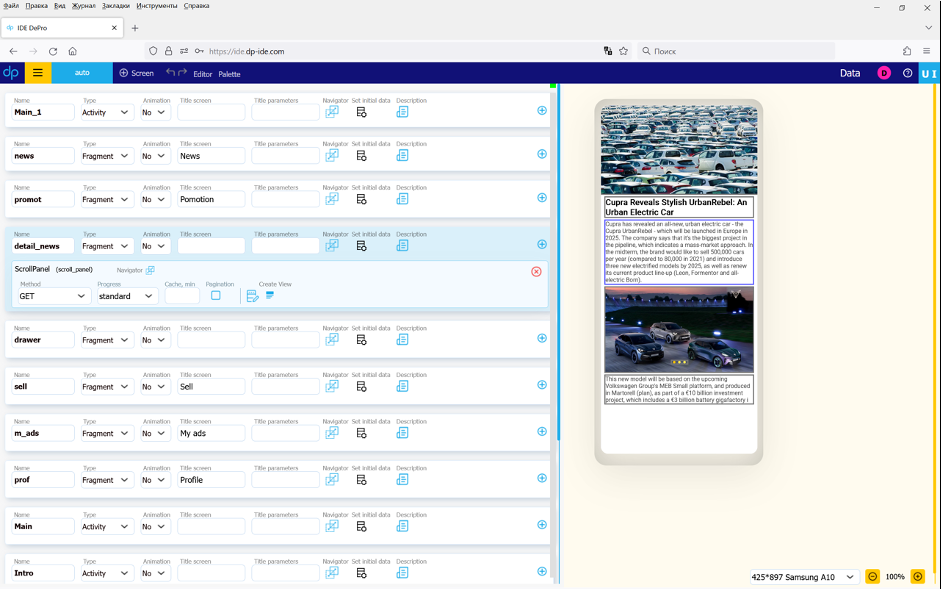 Файл Правка Вид Журнал Закладки Инструменты Справка
dp IDE DePro
https://ide.dp-ide.com
Поиск
dp auto Screen Editor Palette Data D UI
Name Type Animation Title screen Title parameters Navigator Set initial data Description
Main_1 Activity No
Name Type Animation Title screen Title parameters Navigator Set initial data Description
news Fragment No News
Name Type Animation Title screen Title parameters Navigator Set initial data Description
promot Fragment No Pomotion
Name Type Animation Title screen Title parameters Navigator Set initial data Description
detail_news Fragment No
ScrollPanel (scroll_panel) Navigator
Method Progress Cache, min Pagination Create View
GET standard
Name Type Animation Title screen Title parameters Navigator Set initial data Description
drawer Fragment No
Name Type Animation Title screen Title parameters Navigator Set initial data Description
sell Fragment No Sell
Name Type Animation Title screen Title parameters Navigator Set initial data Description
m_ads Fragment No My ads
Name Type Animation Title screen Title parameters Navigator Set initial data Description
prof Fragment No Profile
Name Type Animation Title screen Title parameters Navigator Set initial data Description
Main Activity No
Name Type Animation Title screen Title parameters Navigator Set initial data Description
Intro Activity No
Cupra Reveals Stylish UrbanRebel: An
Urban Electric Car
Cupra has revealed an all-new, urban electric car - the
Cupra UrbanRebel - which will be launched in Europe in
2025. The company says that it's the biggest project in
the pipeline, which indicates a mass-market approach. In
the midterm, the brand would like to sell 500,000 cars
per year (compared to 80,000 in 2021) and introduce
three new electrified models by 2025, as well as renew
its current product line-up (Leon, Formentor and all-
electric Born).
This new model will be based on the upcoming
Volkswagen Group's MEB Small platform, and produced
in Martorell (plan), as part of a €10 billion investment
project, which includes a €3 billion battery gigafactory i
425*897 Samsung A10 100%